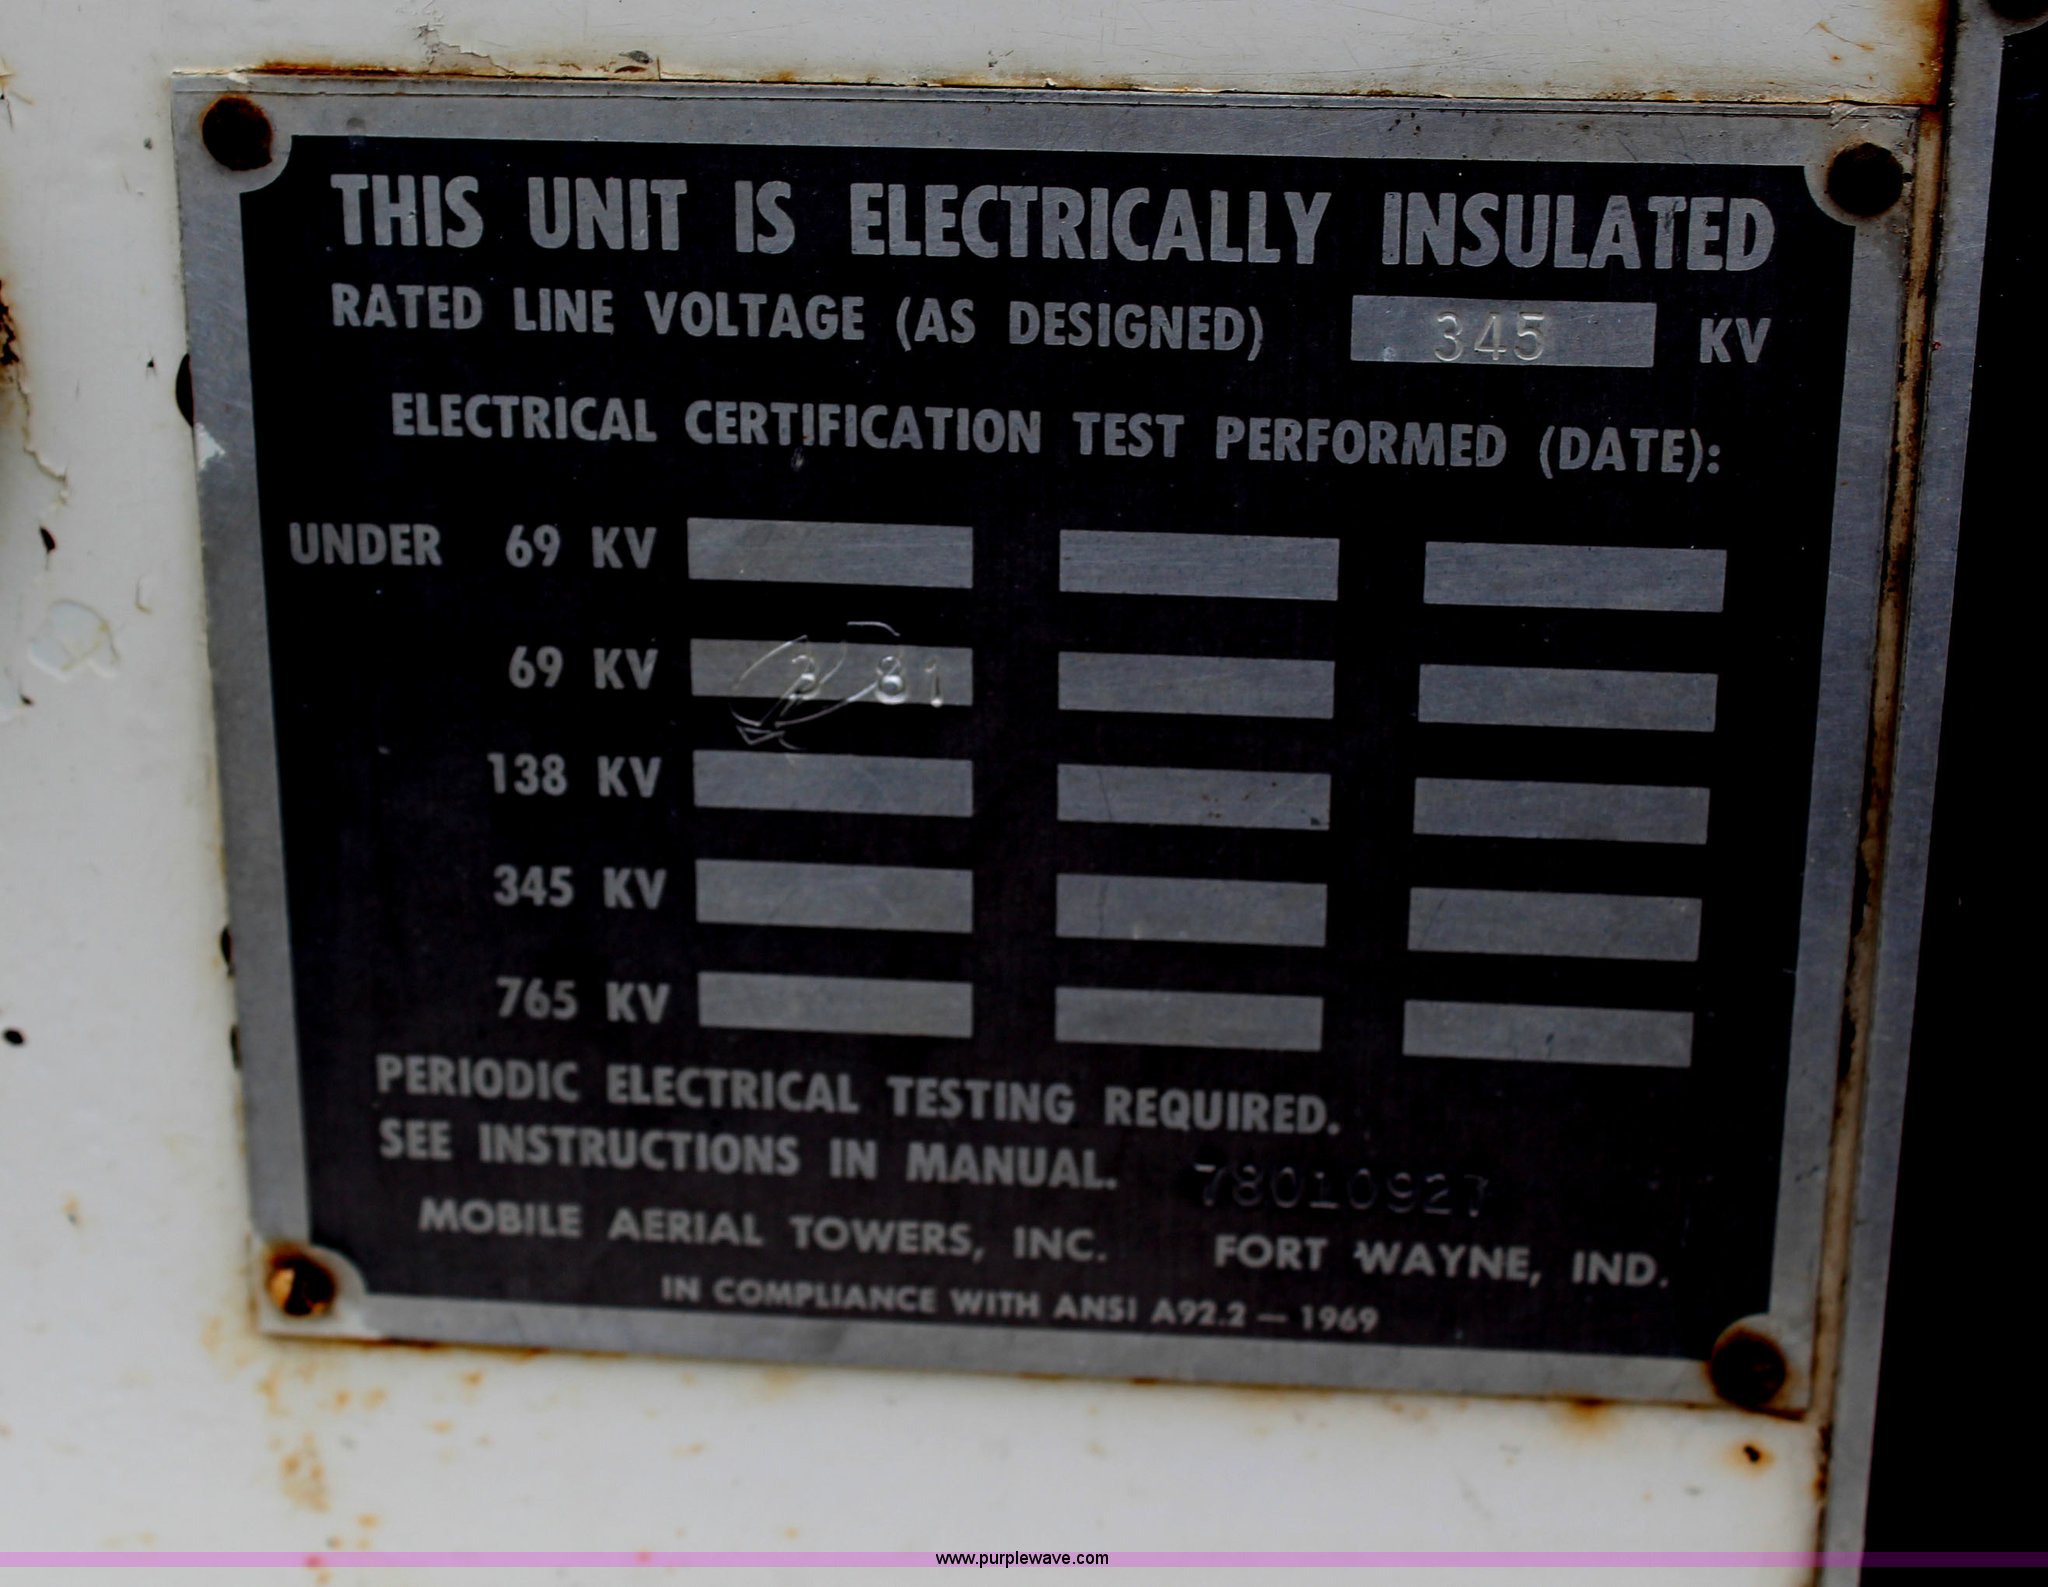 THIS UNIT IS ELECTRICALLY INSULATED
RATED LINE VOLTAGE (AS DESIGNED) 345 KV
ELECTRICAL CERTIFICATION TEST PERFORMED (DATE):
UNDER 69 KV
69 KV 3 81
138 KV
345 KV
765 KV
PERIODIC ELECTRICAL TESTING REQUIRED.
SEE INSTRUCTIONS IN MANUAL. 78010927
MOBILE AERIAL TOWERS, INC. FORT WAYNE, IND.
IN COMPLIANCE WITH ANSI A92.2 — 1969
www.purplewave.com